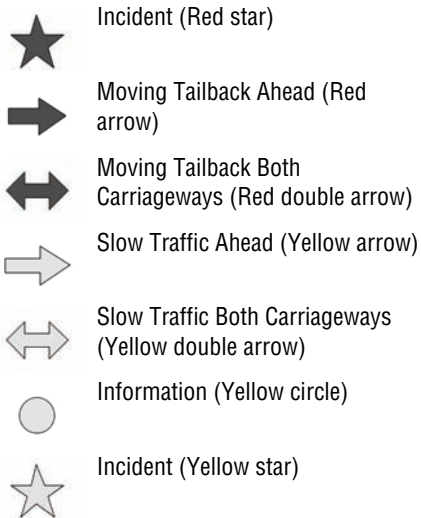 Incident (Red star)
Moving Tailback Ahead (Red
arrow)
Moving Tailback Both
Carriageways (Red double arrow)
Slow Traffic Ahead (Yellow arrow)
Slow Traffic Both Carriageways
(Yellow double arrow)
Information (Yellow circle)
Incident (Yellow star)